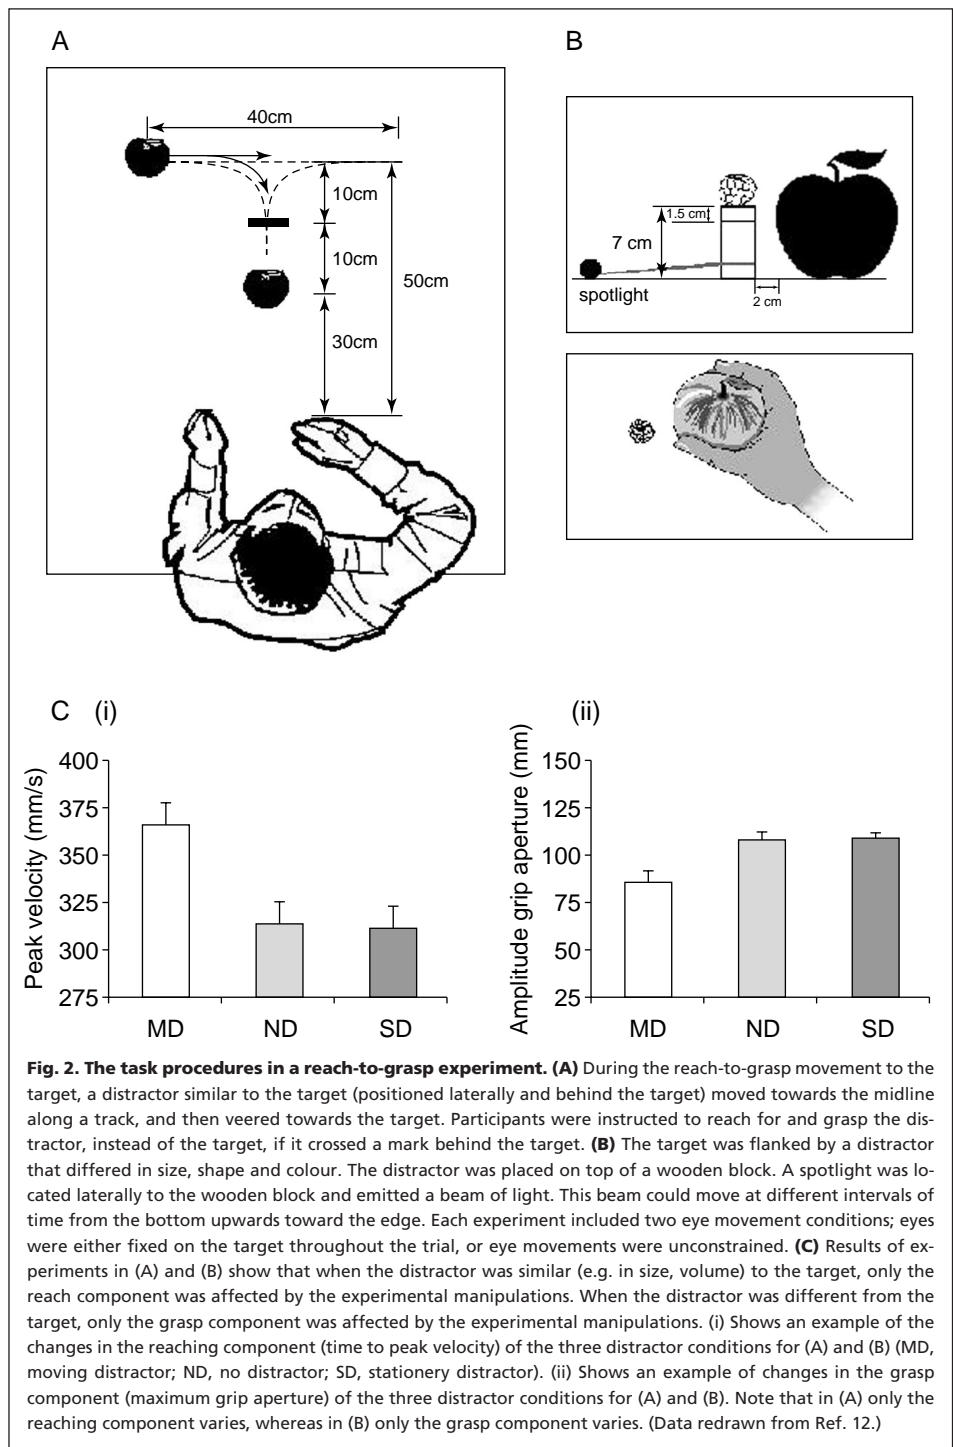 A
B
40cm
10cm
10cm
50cm
30cm
1.5 cm
7 cm
spotlight
2 cm
C (i)
(ii)
Peak velocity (mm/s)
400
375
350
325
300
275
MD ND SD
Amplitude grip aperture (mm)
150
125
100
75
50
25
MD ND SD
Fig. 2. The task procedures in a reach-to-grasp experiment. (A) During the reach-to-grasp movement to the
target, a distractor similar to the target (positioned laterally and behind the target) moved towards the midline
along a track, and then veered towards the target. Participants were instructed to reach for and grasp the dis-
tractor, instead of the target, if it crossed a mark behind the target. (B) The target was flanked by a distractor
that differed in size, shape and colour. The distractor was placed on top of a wooden block. A spotlight was lo-
cated laterally to the wooden block and emitted a beam of light. This beam could move at different intervals of
time from the bottom upwards toward the edge. Each experiment included two eye movement conditions; eyes
were either fixed on the target throughout the trial, or eye movements were unconstrained. (C) Results of ex-
periments in (A) and (B) show that when the distractor was similar (e.g. in size, volume) to the target, only the
reach component was affected by the experimental manipulations. When the distractor was different from the
target, only the grasp component was affected by the experimental manipulations. (i) Shows an example of the
changes in the reaching component (time to peak velocity) of the three distractor conditions for (A) and (B) (MD,
moving distractor; ND, no distractor; SD, stationery distractor). (ii) Shows an example of changes in the grasp
component (maximum grip aperture) of the three distractor conditions for (A) and (B). Note that in (A) only the
reaching component varies, whereas in (B) only the grasp component varies. (Data redrawn from Ref. 12.)